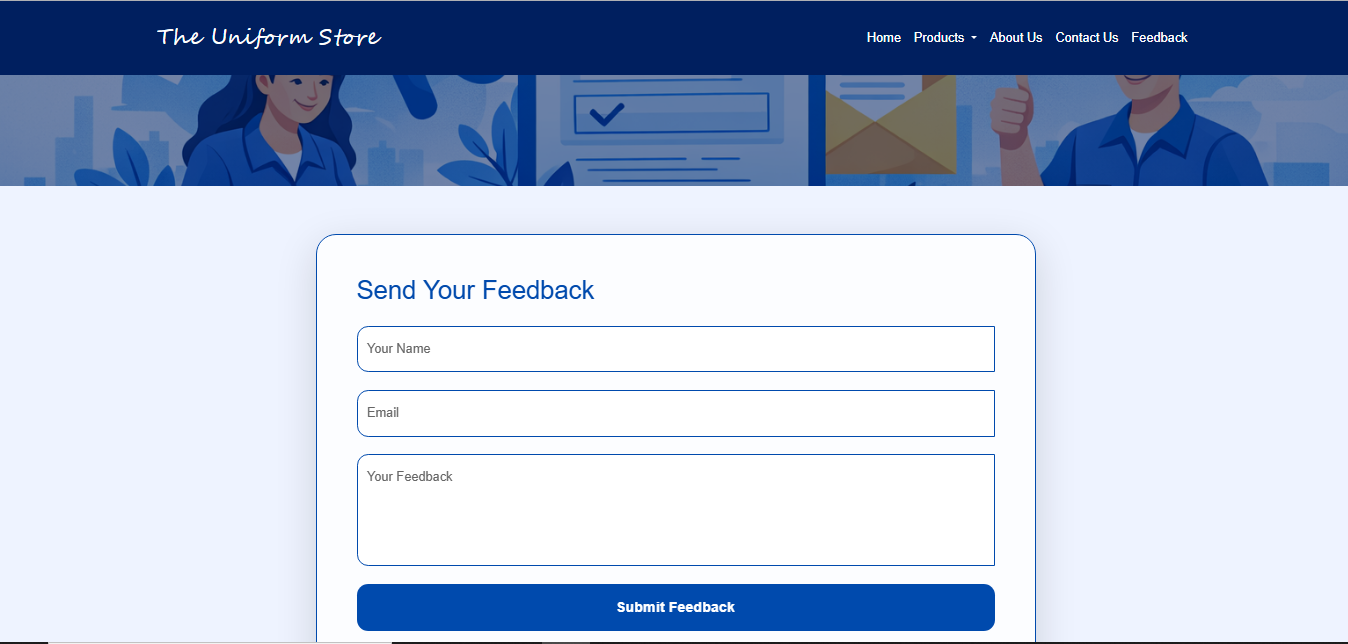 The Uniform Store
Home Products About Us Contact Us Feedback
Send Your Feedback
Your Name
Email
Your Feedback
Submit Feedback